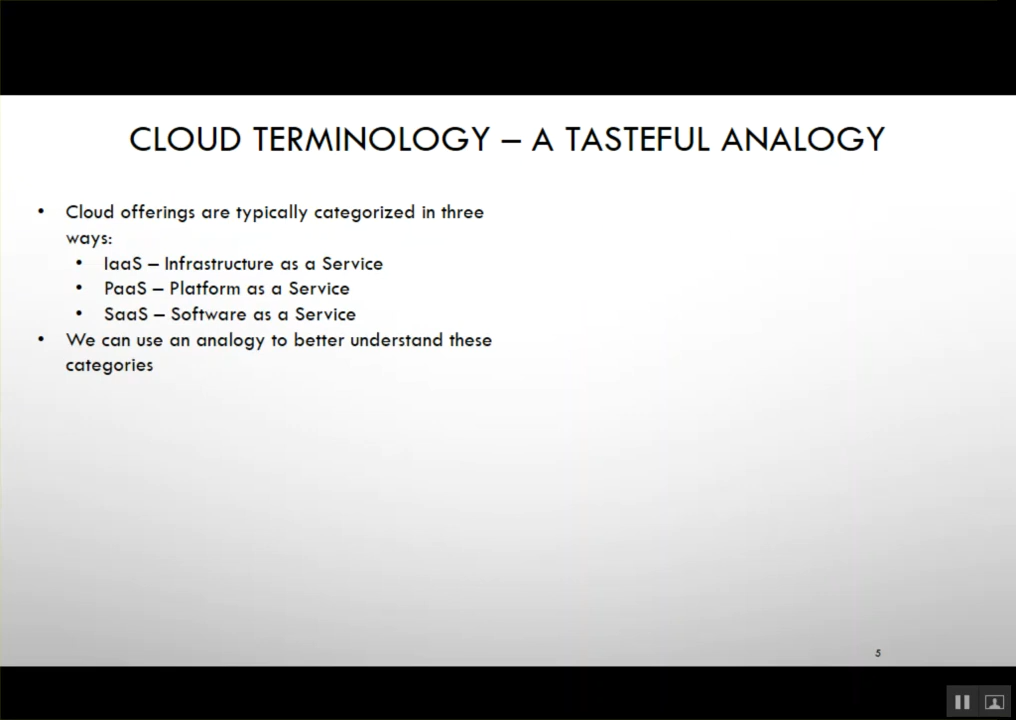 CLOUD TERMINOLOGY – A TASTEFUL ANALOGY
• Cloud offerings are typically categorized in three
ways:
• IaaS – Infrastructure as a Service
• PaaS – Platform as a Service
• SaaS – Software as a Service
• We can use an analogy to better understand these
categories
5